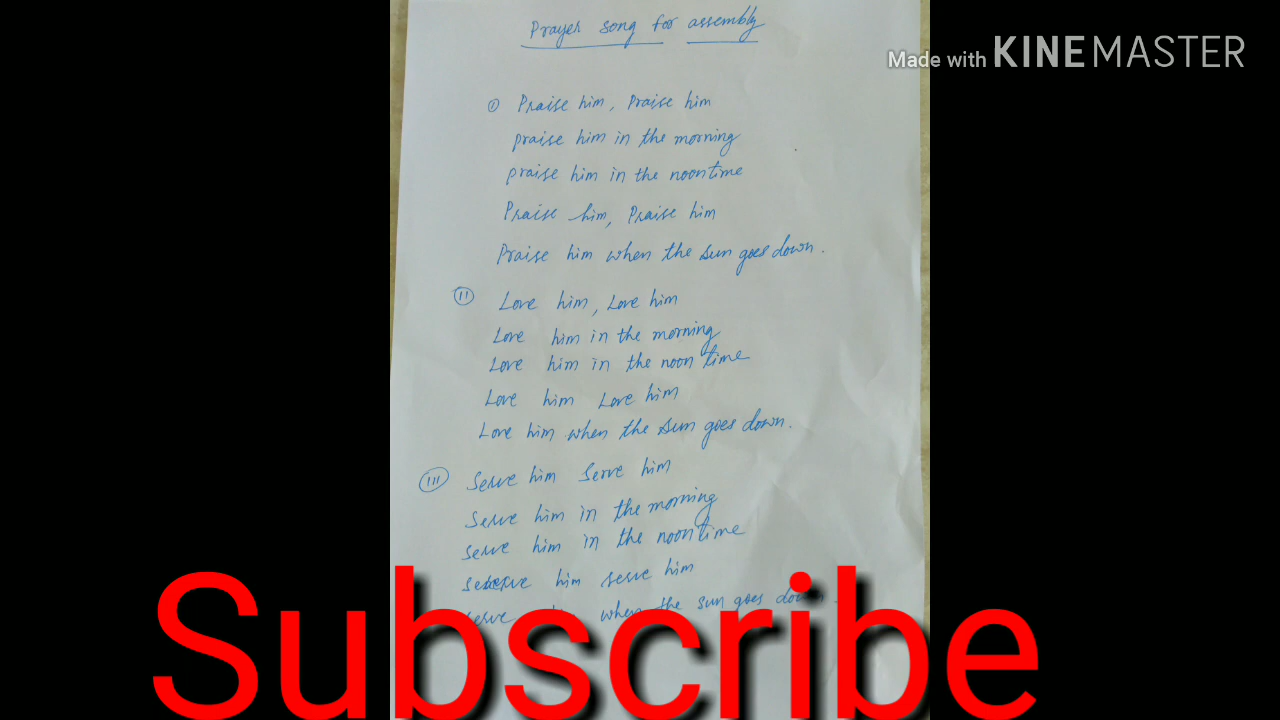 Prayer song for assembly
Made with KINEMASTER
① Praise him, Praise him
praise him in the morning
praise him in the noontime
Praise him, Praise him
Praise him when the sun goes down.
II Love him, Love him
Love him in the morning
Love him in the noon time
Love him Love him
Love him when the sun goes down.
III Serve him Serve him
Serve him in the morning
serve him in the noontime
serve him serve him
serve when the sun goes down.
Subscribe